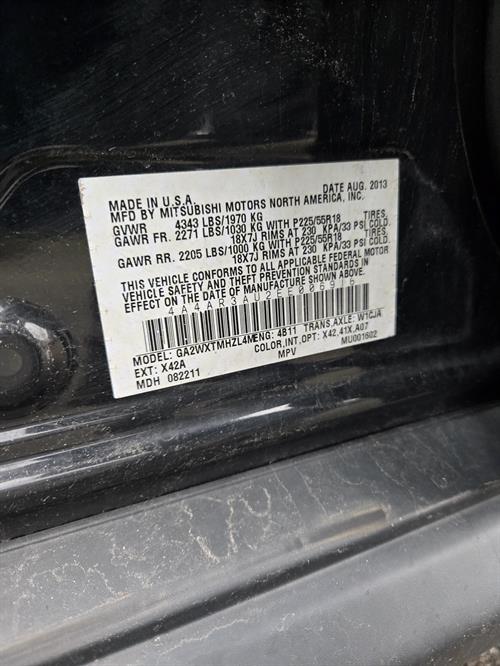 MADE IN U.S.A. DATE AUG. 2013
MFD BY MITSUBISHI MOTORS NORTH AMERICA, INC.
GVWR 4343 LBS/1970 KG
GAWR FR. 2271 LBS/1030 KG WITH P225/55R18 TIRES,
18X7J RIMS AT 230 KPA/33 PSI COLD.
GAWR RR. 2205 LBS/1000 KG WITH P225/55R18 TIRES,
18X7J RIMS AT 230 KPA/33 PSI COLD.
THIS VEHICLE CONFORMS TO ALL APPLICABLE FEDERAL MOTOR
VEHICLE SAFETY AND THEFT PREVENTION STANDARDS IN
EFFECT ON THE DATE OF MANUFACTURE SHOWN ABOVE.
4A4AR3AU2EE006916
MODEL: GA2WXTMHZL4M ENG: 4B11 TRANS,AXLE: W1CJA
EXT: X42A COLOR,INT,OPT: X42.41X.A07
MDH 082211 MPV MU001602